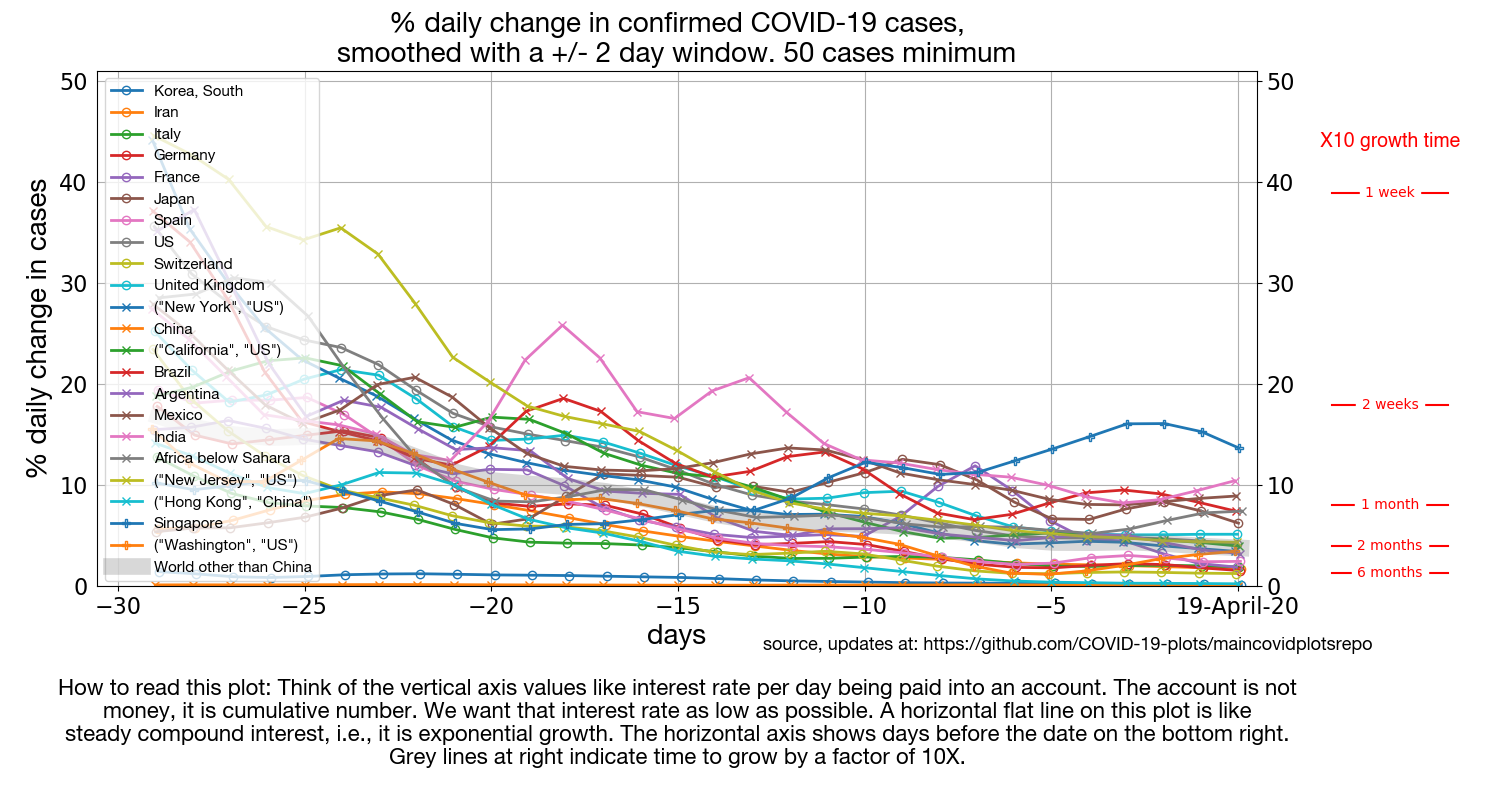 % daily change in confirmed COVID-19 cases,
smoothed with a +/- 2 day window. 50 cases minimum
% daily change in cases
50
40
30
20
10
0
Korea, South
Iran
Italy
Germany
France
Japan
Spain
US
Switzerland
United Kingdom
("New York", "US")
China
("California", "US")
Brazil
Argentina
Mexico
India
Africa below Sahara
("New Jersey", "US")
("Hong Kong", "China")
Singapore
("Washington", "US")
World other than China
50
40
30
20
10
0
X10 growth time
1 week
2 weeks
1 month
2 months
6 months
−30 −25 −20 −15 −10 −5 19-April-20
days
source, updates at: https://github.com/COVID-19-plots/maincovidplotsrepo
How to read this plot: Think of the vertical axis values like interest rate per day being paid into an account. The account is not
money, it is cumulative number. We want that interest rate as low as possible. A horizontal flat line on this plot is like
steady compound interest, i.e., it is exponential growth. The horizontal axis shows days before the date on the bottom right.
Grey lines at right indicate time to grow by a factor of 10X.